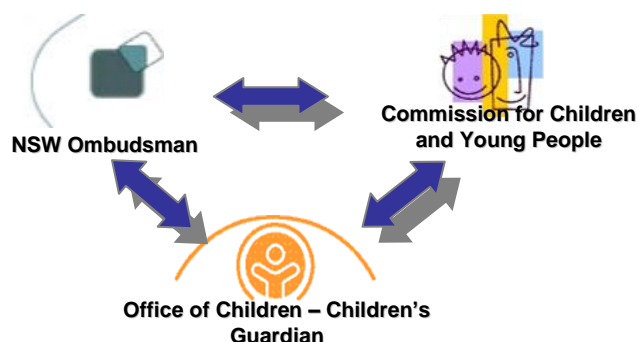 NSW Ombudsman
Commission for Children
and Young People
Office of Children – Children's
Guardian